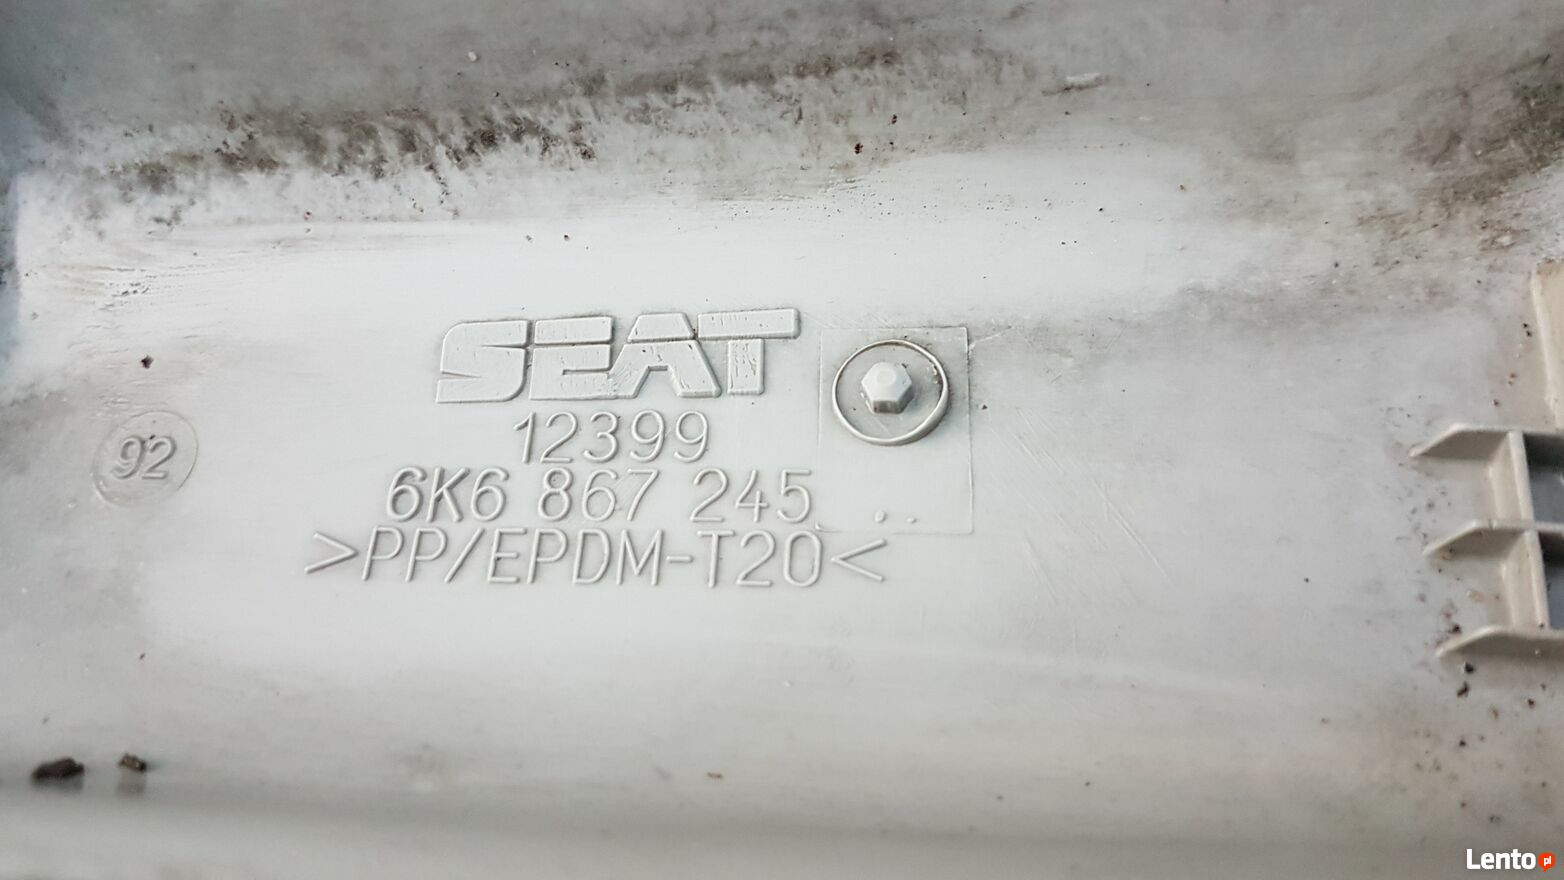 SEAT
12399
92
6K6 867 245
>PP/EPDM-T20<
Lento pl